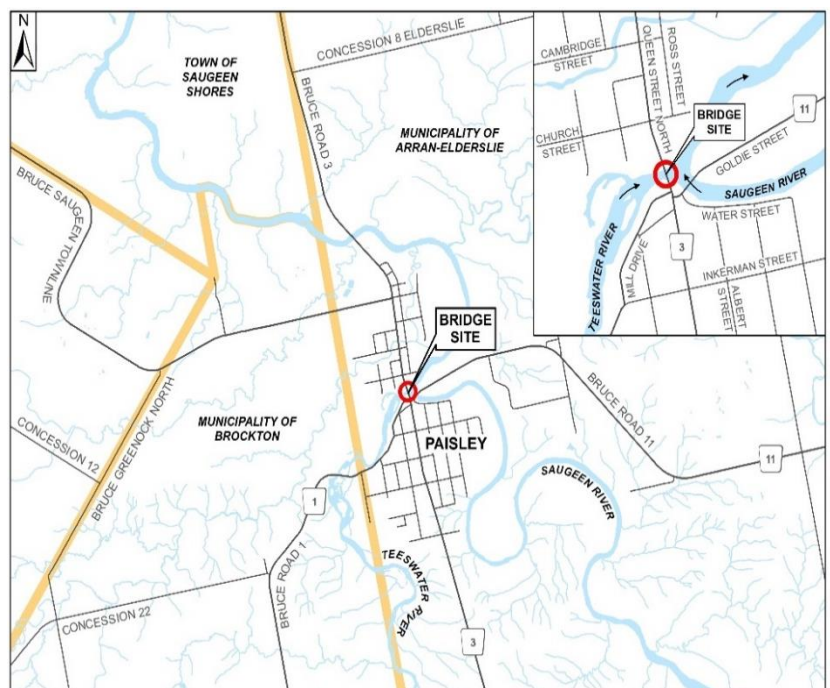 N
TOWN OF
SAUGEEN
SHORES
CONCESSION 8 ELDERSLIE
BRUCE ROAD 3
MUNICIPALITY OF
ARRAN-ELDERSLIE
BRUCE SAUGEEN TOWNLINE
BRIDGE
SITE
MUNICIPALITY OF
BROCKTON
BRUCE GREENOCK NORTH
CONCESSION 12
PAISLEY
BRUCE ROAD 11
11
SAUGEEN RIVER
1
BRUCE ROAD 1
TEESWATER
RIVER
CONCESSION 22
3
CAMBRIDGE
STREET
QUEEN STREET NORTH
ROSS STREET
CHURCH
STREET
BRIDGE
SITE
11
GOLDIE STREET
SAUGEEN RIVER
WATER STREET
3
TEESWATER RIVER
MILL DRIVE
INKERMAN STREET
ALBERT
STREET